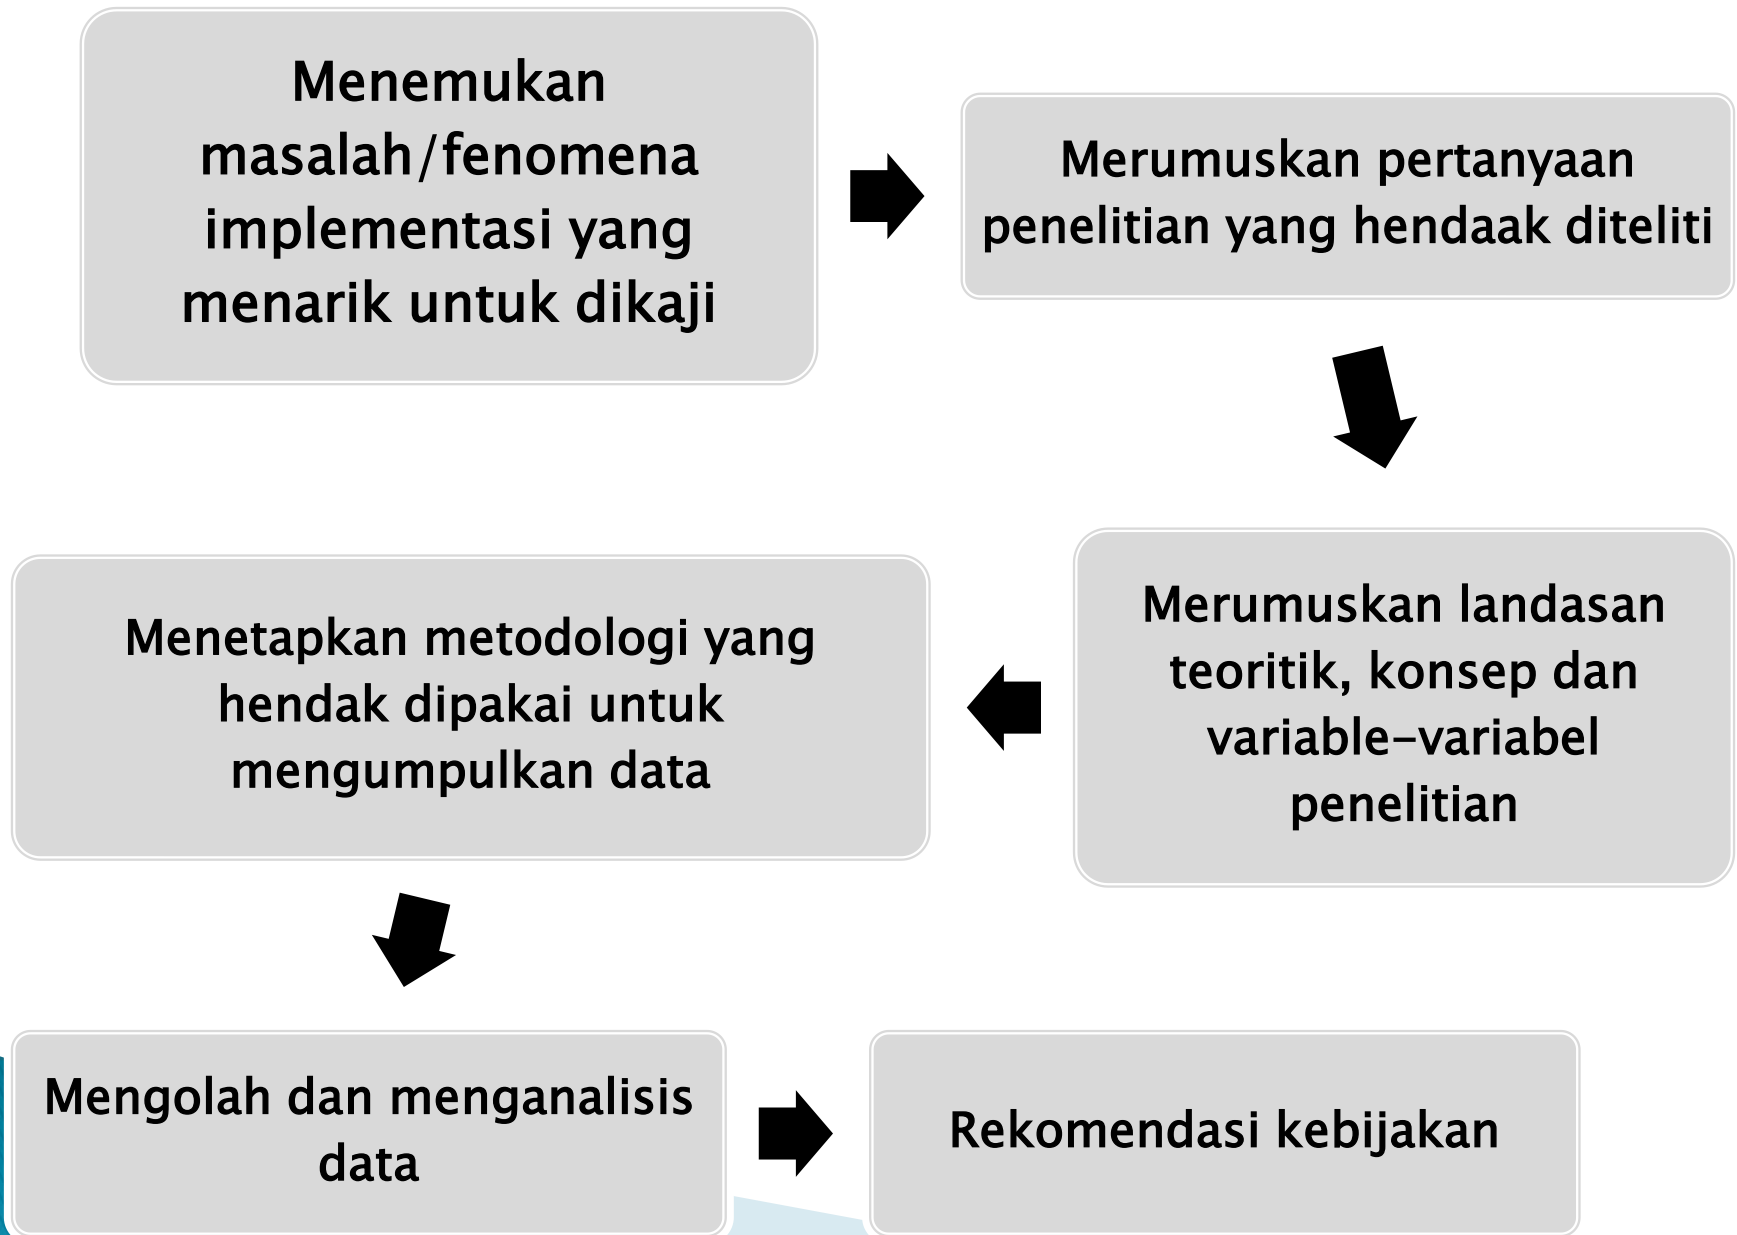 Menemukan
masalah/fenomena
implementasi yang
menarik untuk dikaji
Merumuskan pertanyaan
penelitian yang hendaak diteliti
Merumuskan landasan
teoritik, konsep dan
variable-variabel
penelitian
Menetapkan metodologi yang
hendak dipakai untuk
mengumpulkan data
Mengolah dan menganalisis
data
Rekomendasi kebijakan